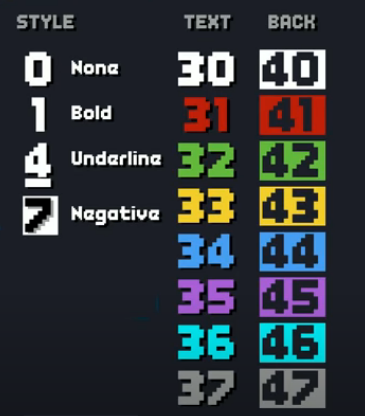 STYLE TEXT BACK
0 None 30 40
1 Bold 31 41
4 Underline 32 42
7 Negative 33 43
34 44
35 45
36 46
37 47